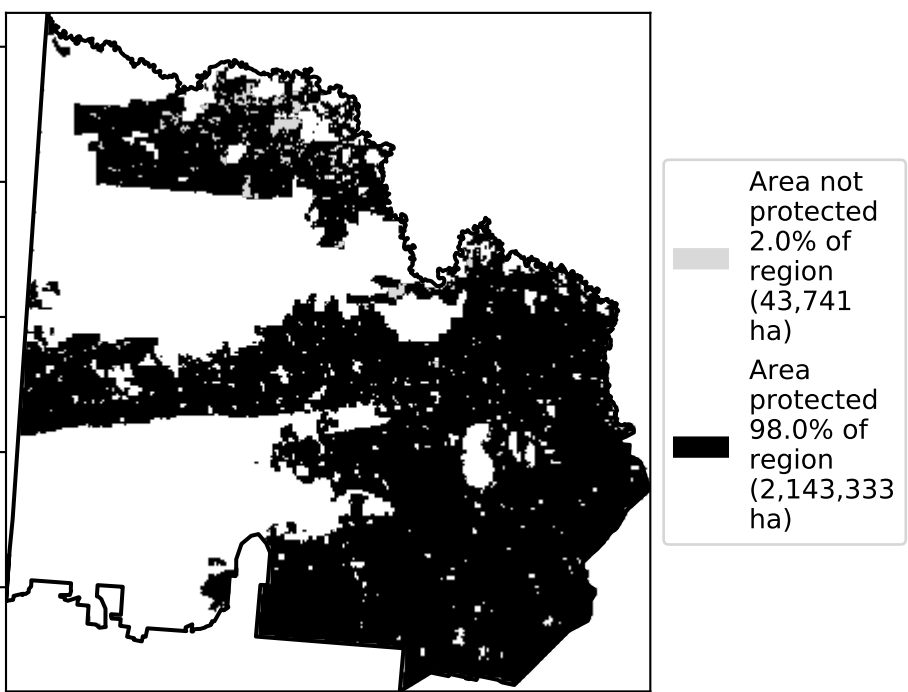 Area not
protected
2.0% of
region
(43,741
ha)
Area
protected
98.0% of
region
(2,143,333
ha)